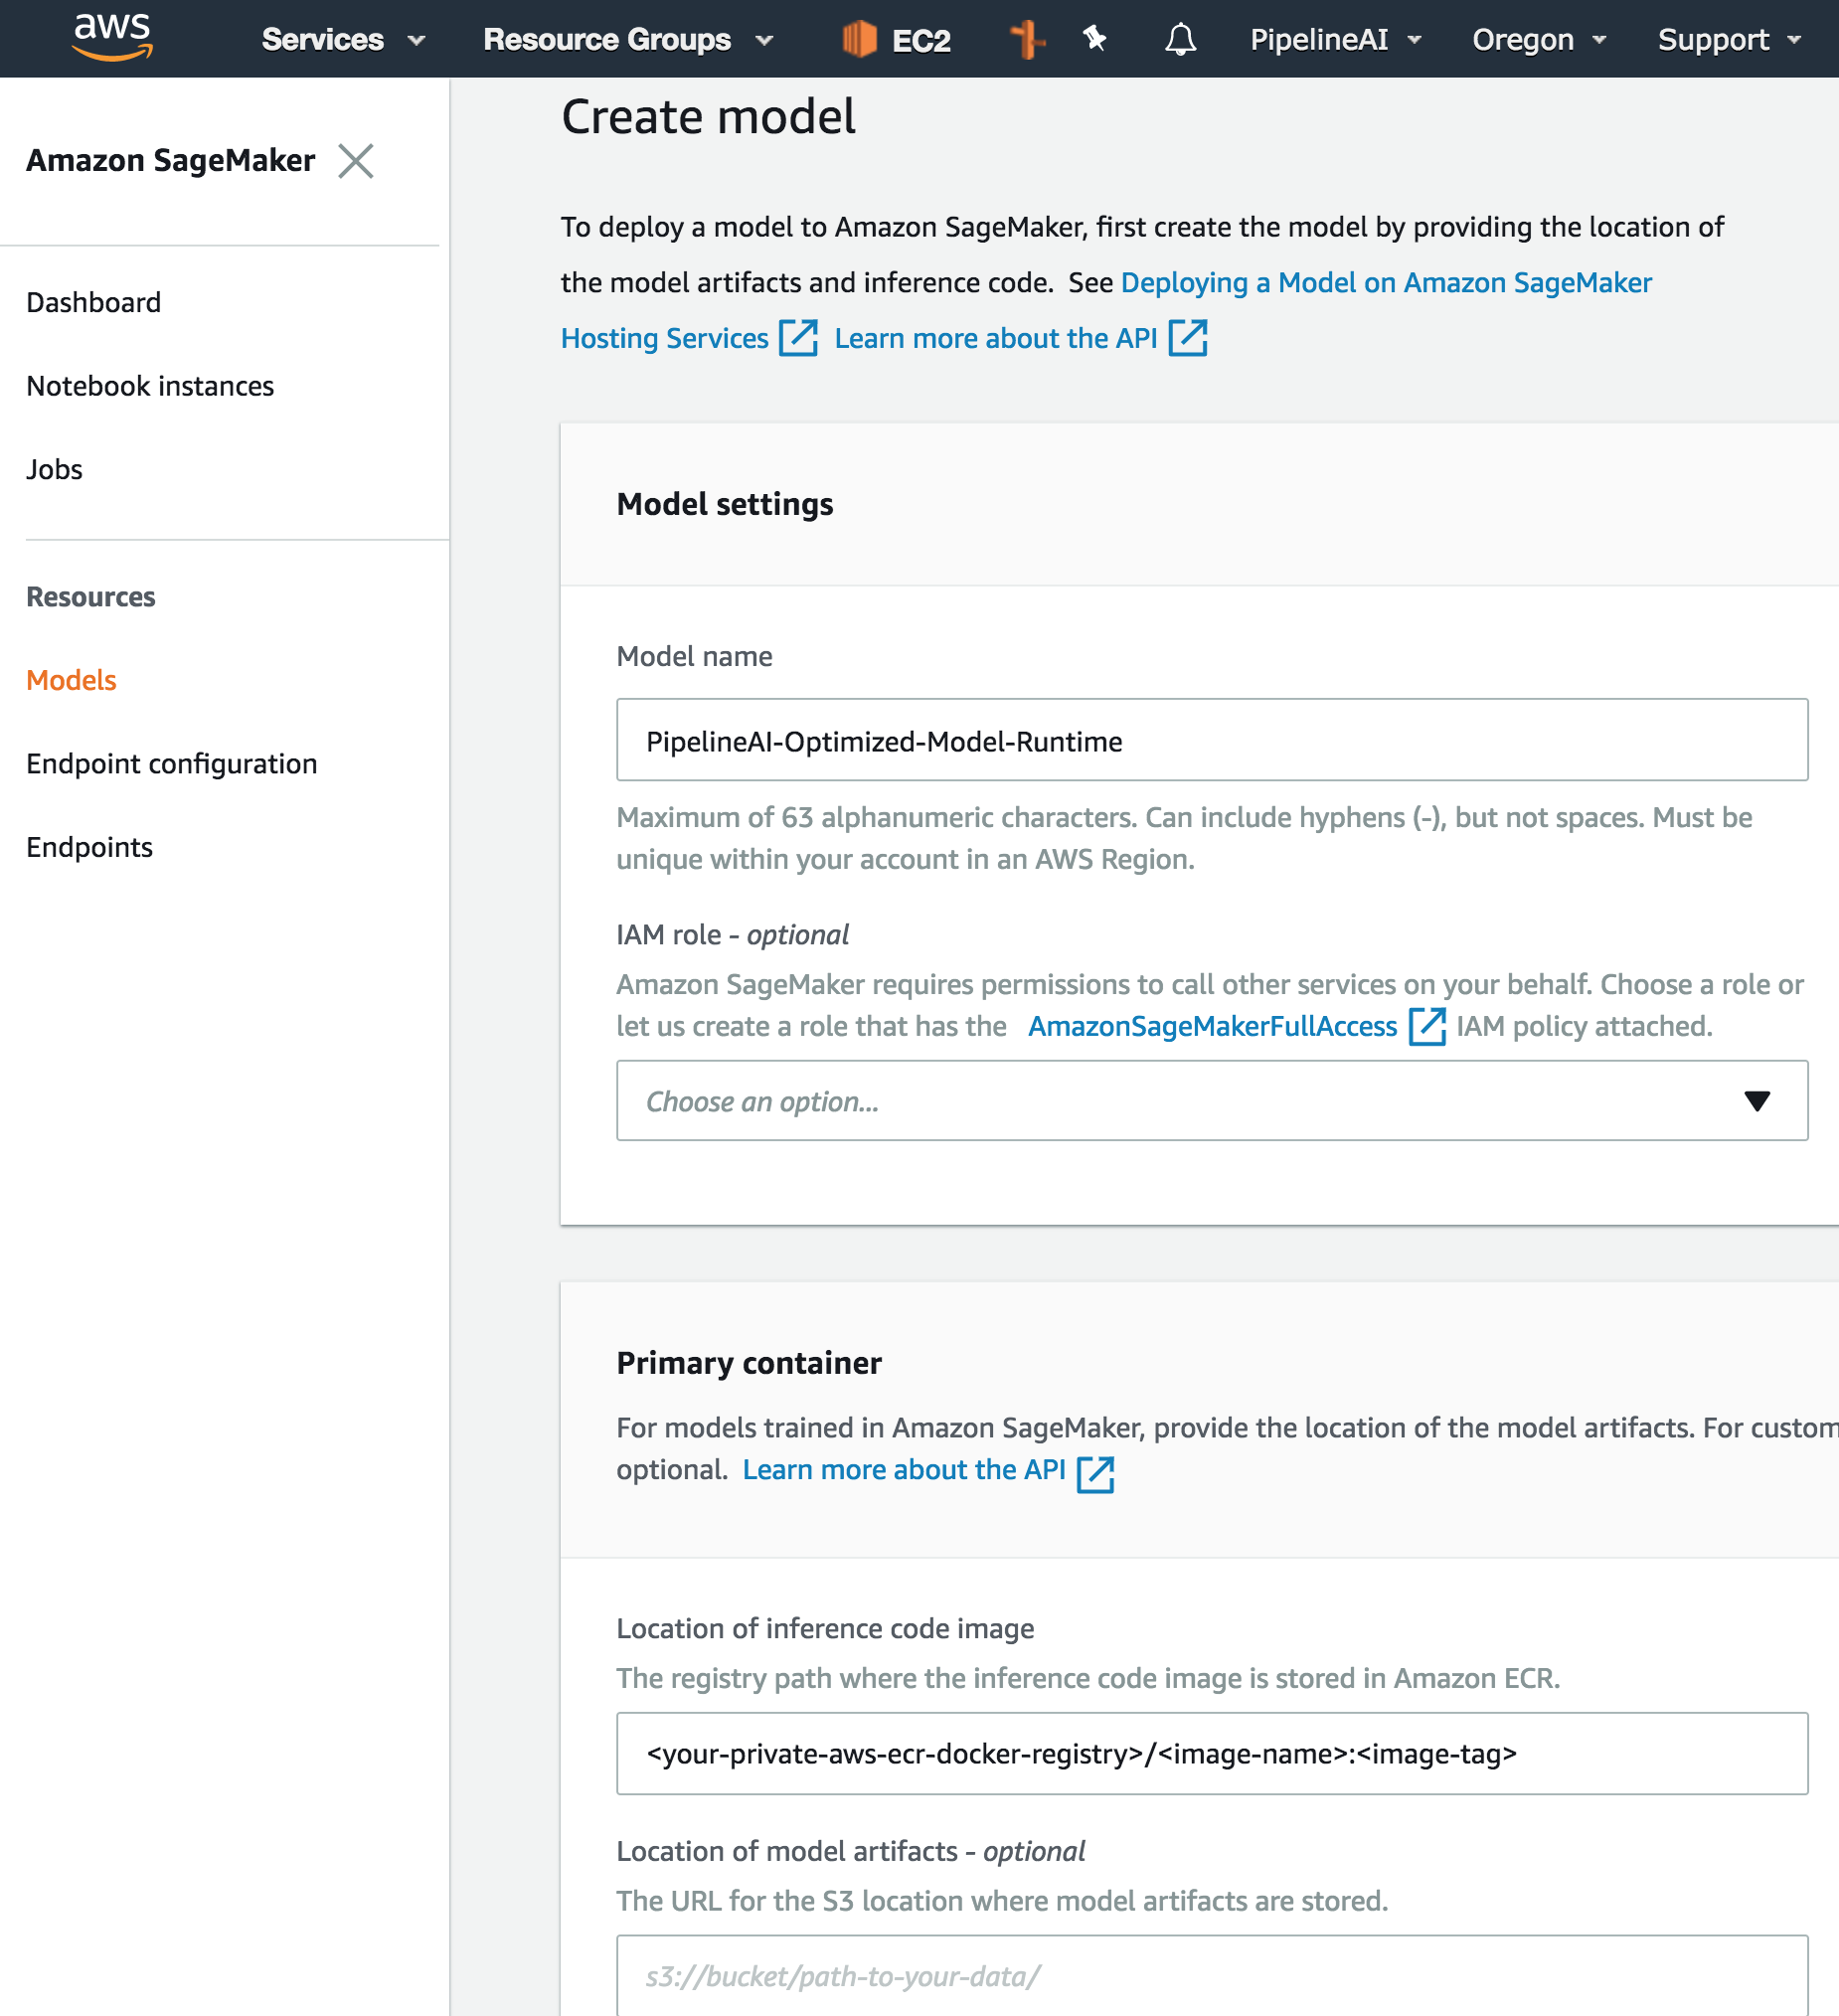 aws Services Resource Groups EC2 PipelineAI Oregon Support
Amazon SageMaker
Dashboard
Notebook instances
Jobs
Resources
Models
Endpoint configuration
Endpoints
Create model
To deploy a model to Amazon SageMaker, first create the model by providing the location of
the model artifacts and inference code. See Deploying a Model on Amazon SageMaker
Hosting Services Learn more about the API
Model settings
Model name
PipelineAI-Optimized-Model-Runtime
Maximum of 63 alphanumeric characters. Can include hyphens (-), but not spaces. Must be
unique within your account in an AWS Region.
IAM role - optional
Amazon SageMaker requires permissions to call other services on your behalf. Choose a role or
let us create a role that has the AmazonSageMakerFullAccess IAM policy attached.
Choose an option...
Primary container
For models trained in Amazon SageMaker, provide the location of the model artifacts. For custom
optional. Learn more about the API
Location of inference code image
The registry path where the inference code image is stored in Amazon ECR.
<your-private-aws-ecr-docker-registry>/<image-name>:<image-tag>
Location of model artifacts - optional
The URL for the S3 location where model artifacts are stored.
s3://bucket/path-to-your-data/